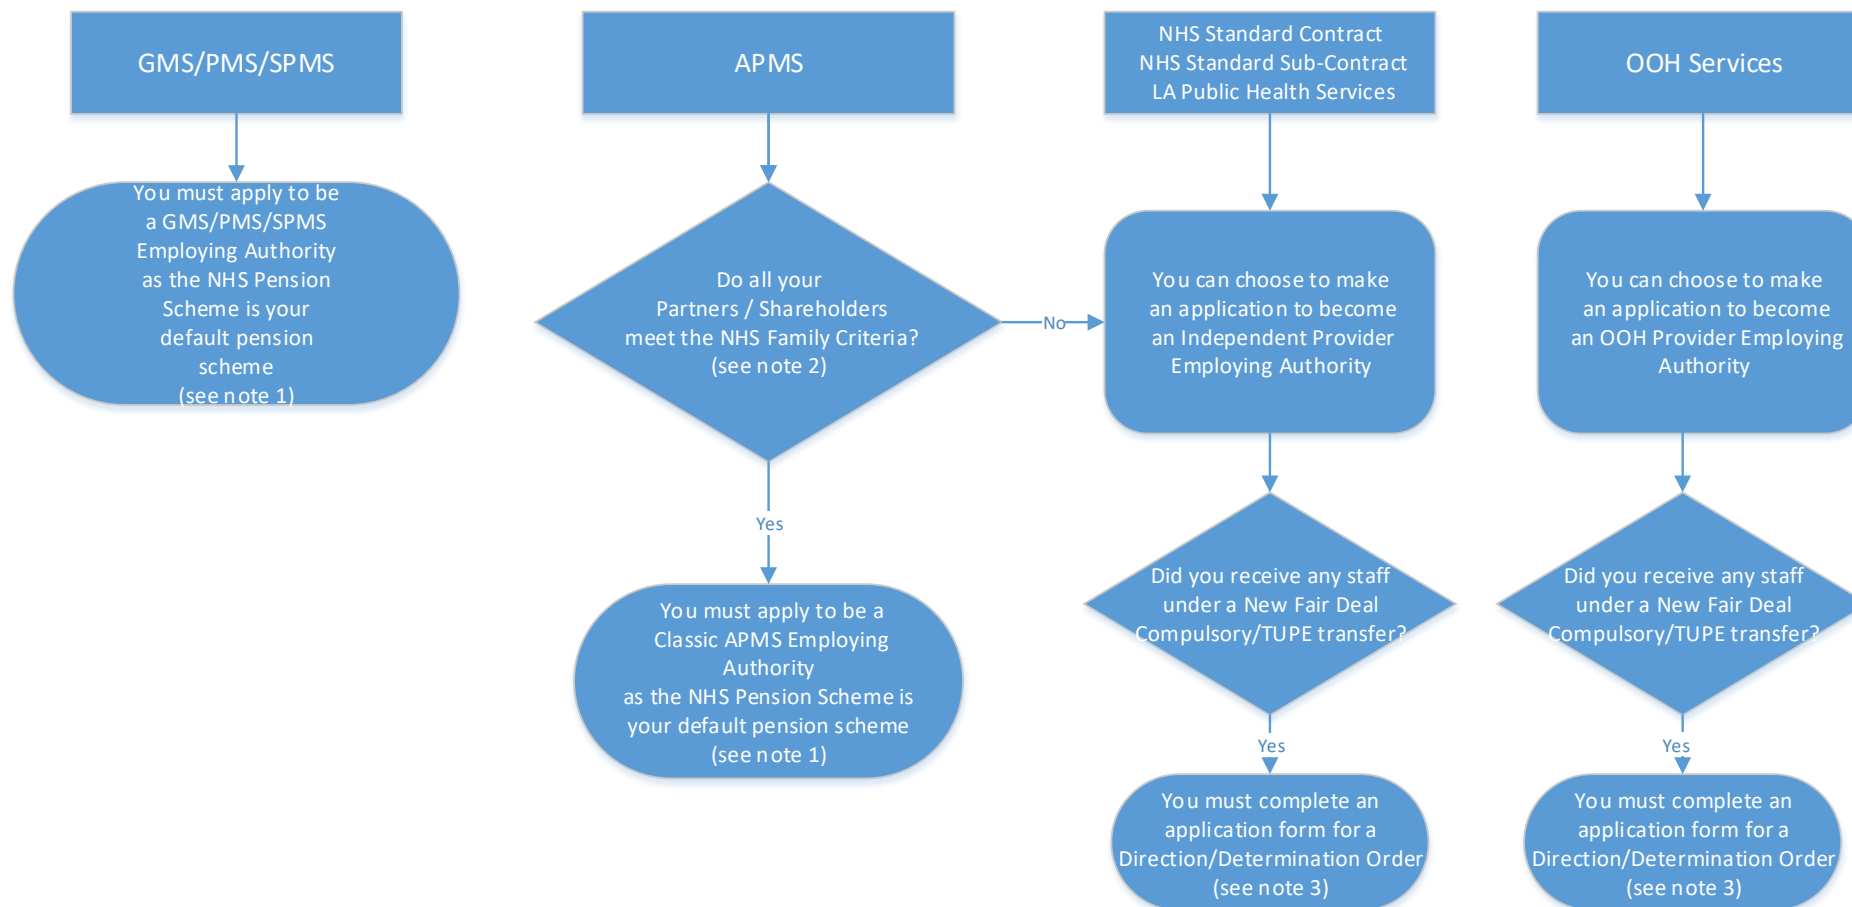 GMS/PMS/SPMS
You must apply to be
a GMS/PMS/SPMS
Employing Authority
as the NHS Pension
Scheme is your
default pension
scheme
(see note 1)
APMS
Do all your
Partners / Shareholders
meet the NHS Family Criteria?
(see note 2)
No
Yes
You must apply to be a
Classic APMS Employing
Authority
as the NHS Pension Scheme is
your default pension scheme
(see note 1)
NHS Standard Contract
NHS Standard Sub-Contract
LA Public Health Services
You can choose to make
an application to become
an Independent Provider
Employing Authority
Did you receive any staff
under a New Fair Deal
Compulsory/TUPE transfer?
Yes
You must complete an
application form for a
Direction/Determination Order
(see note 3)
OOH Services
You can choose to make
an application to become
an OOH Provider Employing
Authority
Did you receive any staff
under a New Fair Deal
Compulsory/TUPE transfer?
Yes
You must complete an
application form for a
Direction/Determination Order
(see note 3)